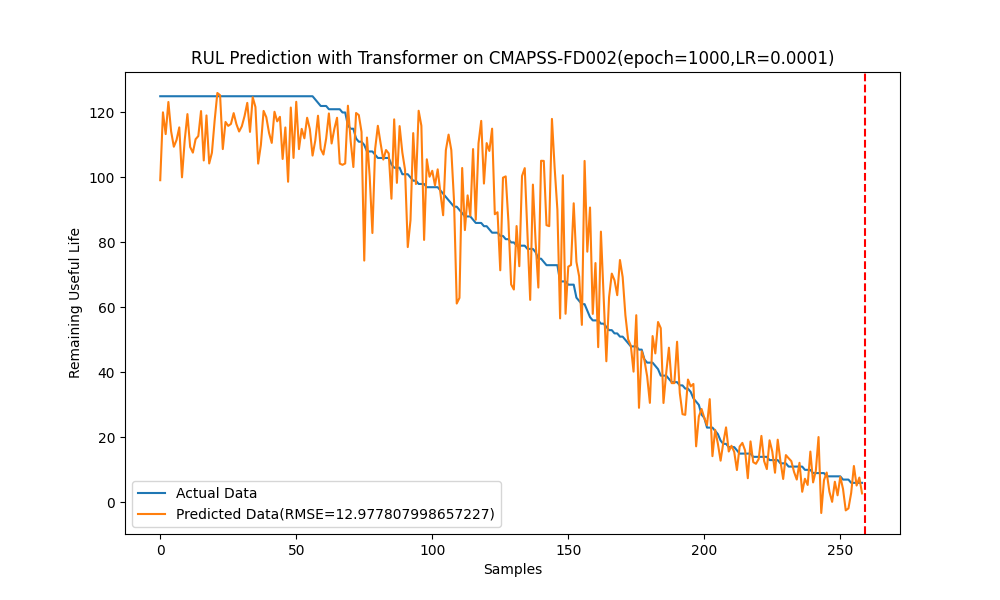 RUL Prediction with Transformer on CMAPSS-FD002(epoch=1000,LR=0.0001)
Remaining Useful Life
120
100
80
60
40
20
0
Actual Data
Predicted Data(RMSE=12.977807998657227)
0 50 100 150 200 250
Samples